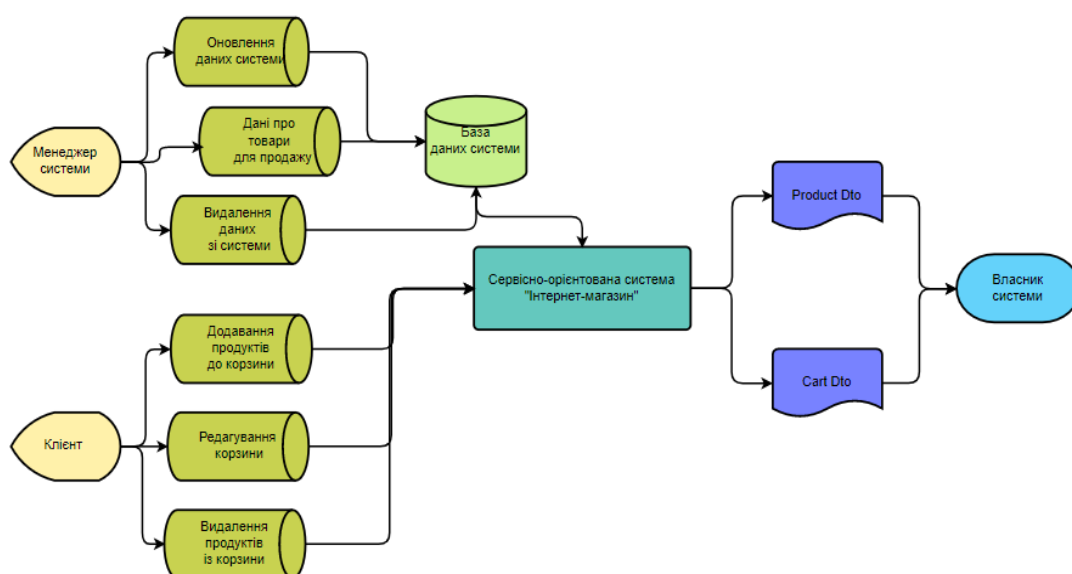 Оновлення
даних системи
Дані про
товари
для продажу
База
даних системи
Менеджер
системи
Видалення
даних
зі системи
Product Dto
Сервісно-орієнтована система
"Інтернет-магазин"
Власник
системи
Додавання
продуктів
до корзини
Cart Dto
Клієнт
Редагування
корзини
Видалення
продуктів
із корзини